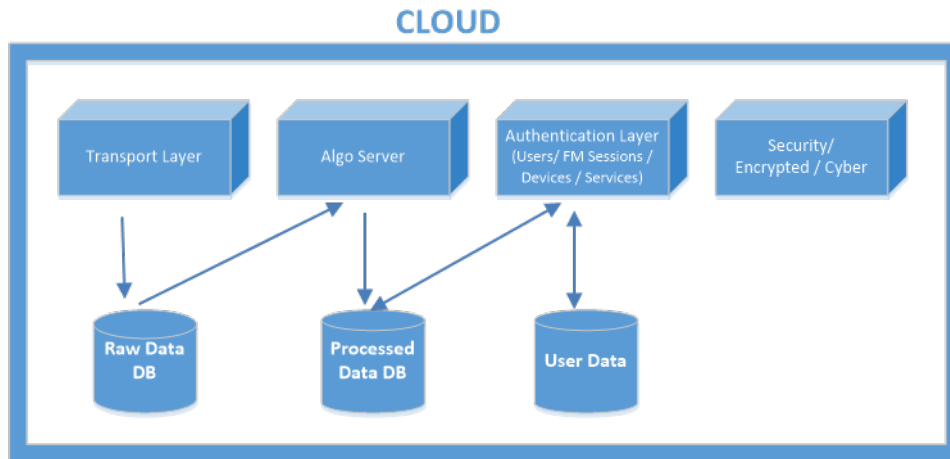 CLOUD
Transport Layer
Algo Server
Authentication Layer
(Users/ FM Sessions /
Devices / Services)
Security/
Encrypted / Cyber
Raw Data
DB
Processed
Data DB
User Data